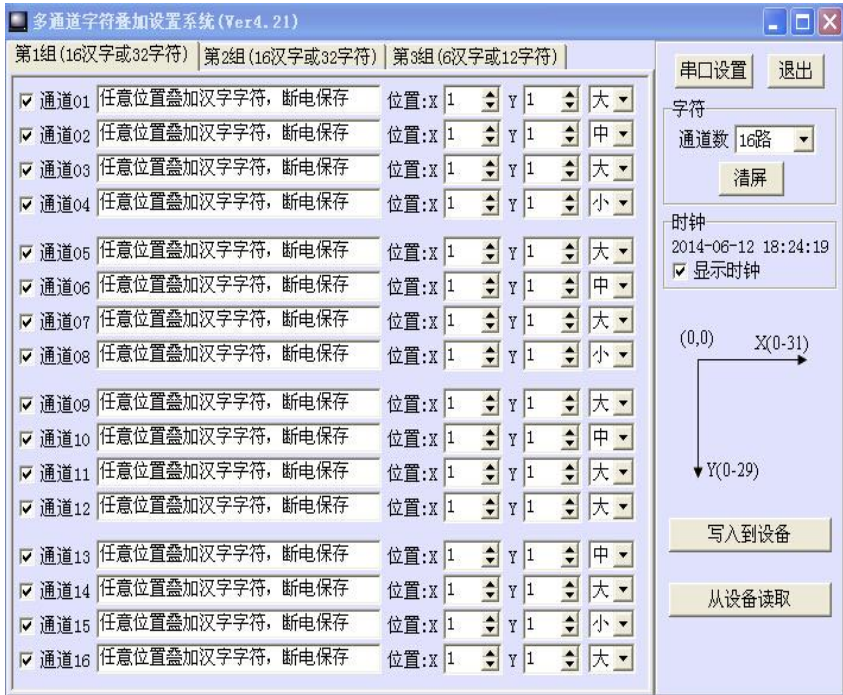 多通道字符叠加设置系统(Ver4.21)
第1组(16汉字或32字符) 第2组(16汉字或32字符) 第3组(6汉字或12字符)
通道01 任意位置叠加汉字字符，断电保存 位置:X 1 Y 1 大
通道02 任意位置叠加汉字字符，断电保存 位置:X 1 Y 1 中
通道03 任意位置叠加汉字字符，断电保存 位置:X 1 Y 1 大
通道04 任意位置叠加汉字字符，断电保存 位置:X 1 Y 1 小
通道05 任意位置叠加汉字字符，断电保存 位置:X 1 Y 1 大
通道06 任意位置叠加汉字字符，断电保存 位置:X 1 Y 1 中
通道07 任意位置叠加汉字字符，断电保存 位置:X 1 Y 1 大
通道08 任意位置叠加汉字字符，断电保存 位置:X 1 Y 1 小
通道09 任意位置叠加汉字字符，断电保存 位置:X 1 Y 1 大
通道10 任意位置叠加汉字字符，断电保存 位置:X 1 Y 1 中
通道11 任意位置叠加汉字字符，断电保存 位置:X 1 Y 1 大
通道12 任意位置叠加汉字字符，断电保存 位置:X 1 Y 1 大
通道13 任意位置叠加汉字字符，断电保存 位置:X 1 Y 1 中
通道14 任意位置叠加汉字字符，断电保存 位置:X 1 Y 1 大
通道15 任意位置叠加汉字字符，断电保存 位置:X 1 Y 1 小
通道16 任意位置叠加汉字字符，断电保存 位置:X 1 Y 1 大
串口设置 退出
字符
通道数 16路
清屏
时钟
2014-06-12 18:24:19
显示时钟
(0,0) X(0-31)
Y(0-29)
写入到设备
从设备读取